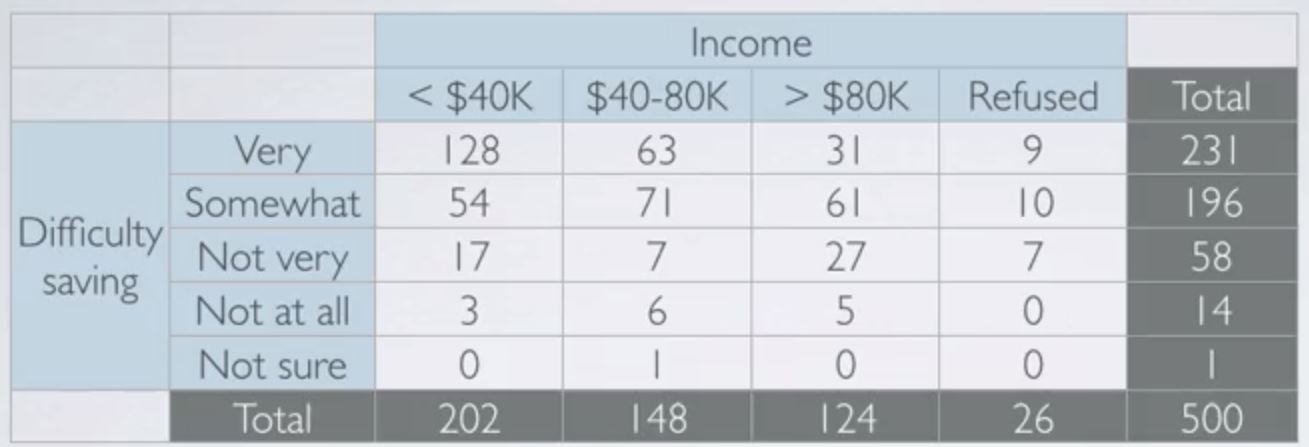 Income
< $40K $40-80K > $80K Refused Total
Very 128 63 31 9 231
Somewhat 54 71 61 10 196
Difficulty
saving
Not very 17 7 27 7 58
Not at all 3 6 5 0 14
Not sure 0 1 0 0 1
Total 202 148 124 26 500